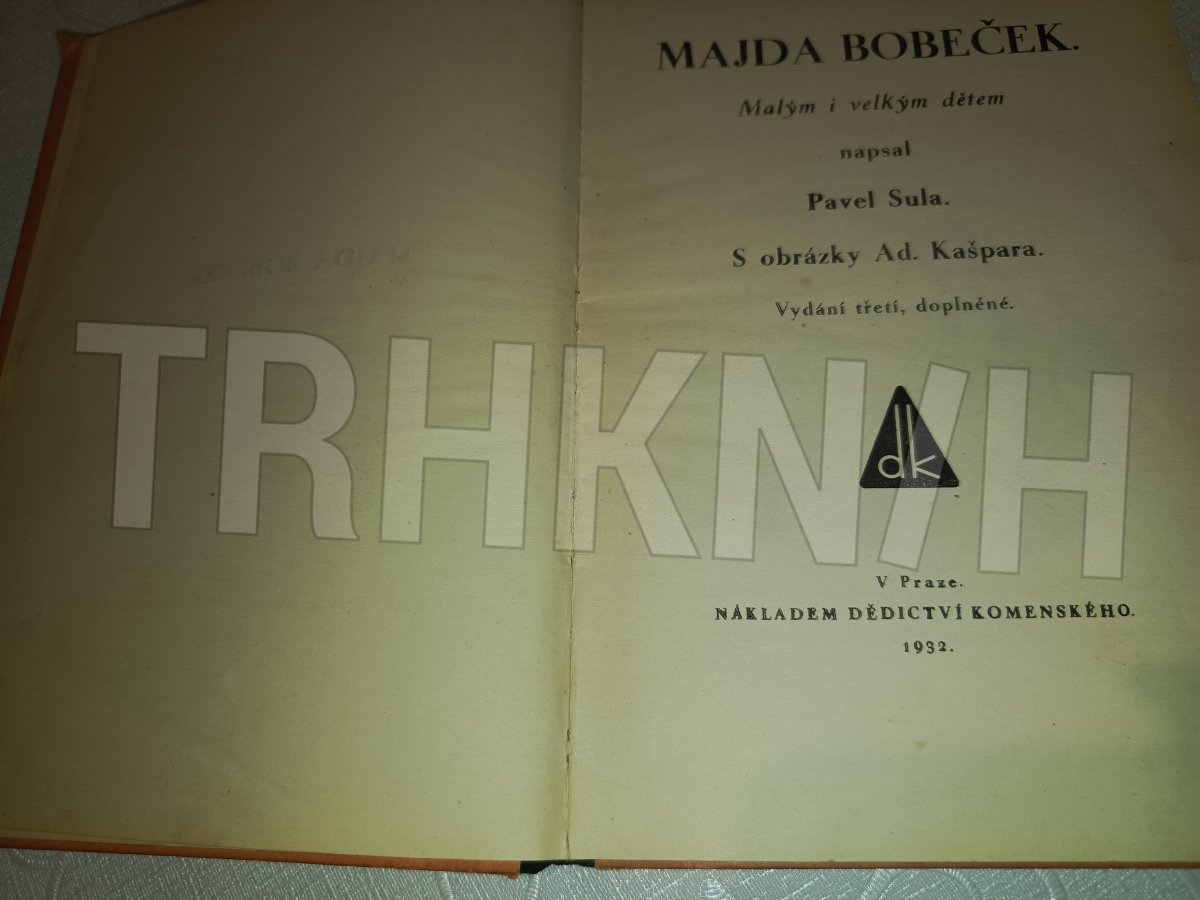 MAJDA BOBEČEK.
Malým i velkým dětem
napsal
Pavel Sula.
S obrázky Ad. Kašpara.
Vydání třetí, doplněné.
dk
V Praze.
NÁKLADEM DĚDICTVÍ KOMENSKÉHO.
1932.
TRHKNIH